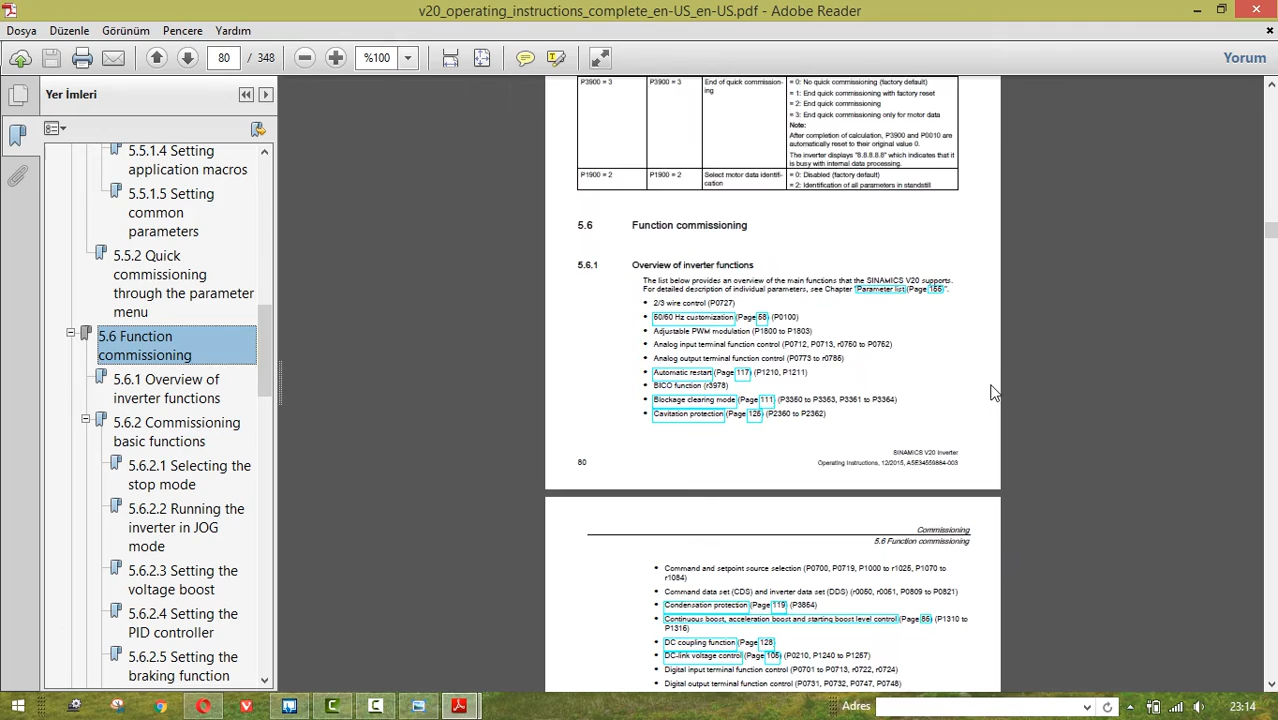 v20_operating_instructions_complete_en-US_en-US.pdf - Adobe Reader
Dosya Düzenle Görünüm Pencere Yardım
80 / 348 %100 Yorum
Yer İmleri
5.5.1.4 Setting
application macros
5.5.1.5 Setting
common
parameters
5.5.2 Quick
commissioning
through the parameter
menu
5.6 Function
commissioning
5.6.1 Overview of
inverter functions
5.6.2 Commissioning
basic functions
5.6.2.1 Selecting the
stop mode
5.6.2.2 Running the
inverter in JOG
mode
5.6.2.3 Setting the
voltage boost
5.6.2.4 Setting the
PID controller
5.6.2.5 Setting the
braking function
P3900 = 3 P3900 = 3 End of quick commission-
ing
= 0: No quick commissioning (factory default)
= 1: End quick commissioning with factory reset
= 2: End quick commissioning
= 3: End quick commissioning only for motor data
Note:
After completion of calculation, P3900 and P0010 are
automatically reset to their original value 0.
The inverter displays "8.8.8.8.8" which indicates that it
is busy with internal data processing.
P1900 = 2 P1900 = 2 Select motor data identifi-
cation
= 0: Disabled (factory default)
= 2: Identification of all parameters in standstill
5.6 Function commissioning
5.6.1 Overview of inverter functions
The list below provides an overview of the main functions that the SINAMICS V20 supports.
For detailed description of individual parameters, see Chapter "Parameter list (Page 155)".
• 2/3 wire control (P0727)
• 50/60 Hz customization (Page 58) (P0100)
• Adjustable PWM modulation (P1800 to P1803)
• Analog input terminal function control (P0712, P0713, r0750 to P0762)
• Analog output terminal function control (P0773 to r0785)
• Automatic restart (Page 117) (P1210, P1211)
• BICO function (r3978)
• Blockage clearing mode (Page 111) (P3350 to P3353, P3361 to P3364)
• Cavitation protection (Page 125) (P2360 to P2362)
SINAMICS V20 Inverter
80 Operating Instructions, 12/2015, A5E34559884-003
Commissioning
5.6 Function commissioning
• Command and setpoint source selection (P0700, P0719, P1000 to r1025, P1070 to
r1084)
• Command data set (CDS) and inverter data set (DDS) (r0050, r0051, P0809 to P0821)
• Condensation protection (Page 119) (P3854)
• Continuous boost, acceleration boost and starting boost level control (Page 86) (P1310 to
P1316)
• DC coupling function (Page 128)
• DC-link voltage control (Page 105) (P0210, P1240 to P1257)
• Digital input terminal function control (P0701 to P0713, r0722, r0724)
• Digital output terminal function control (P0731, P0732, P0747, P0748)
Adres 23:14